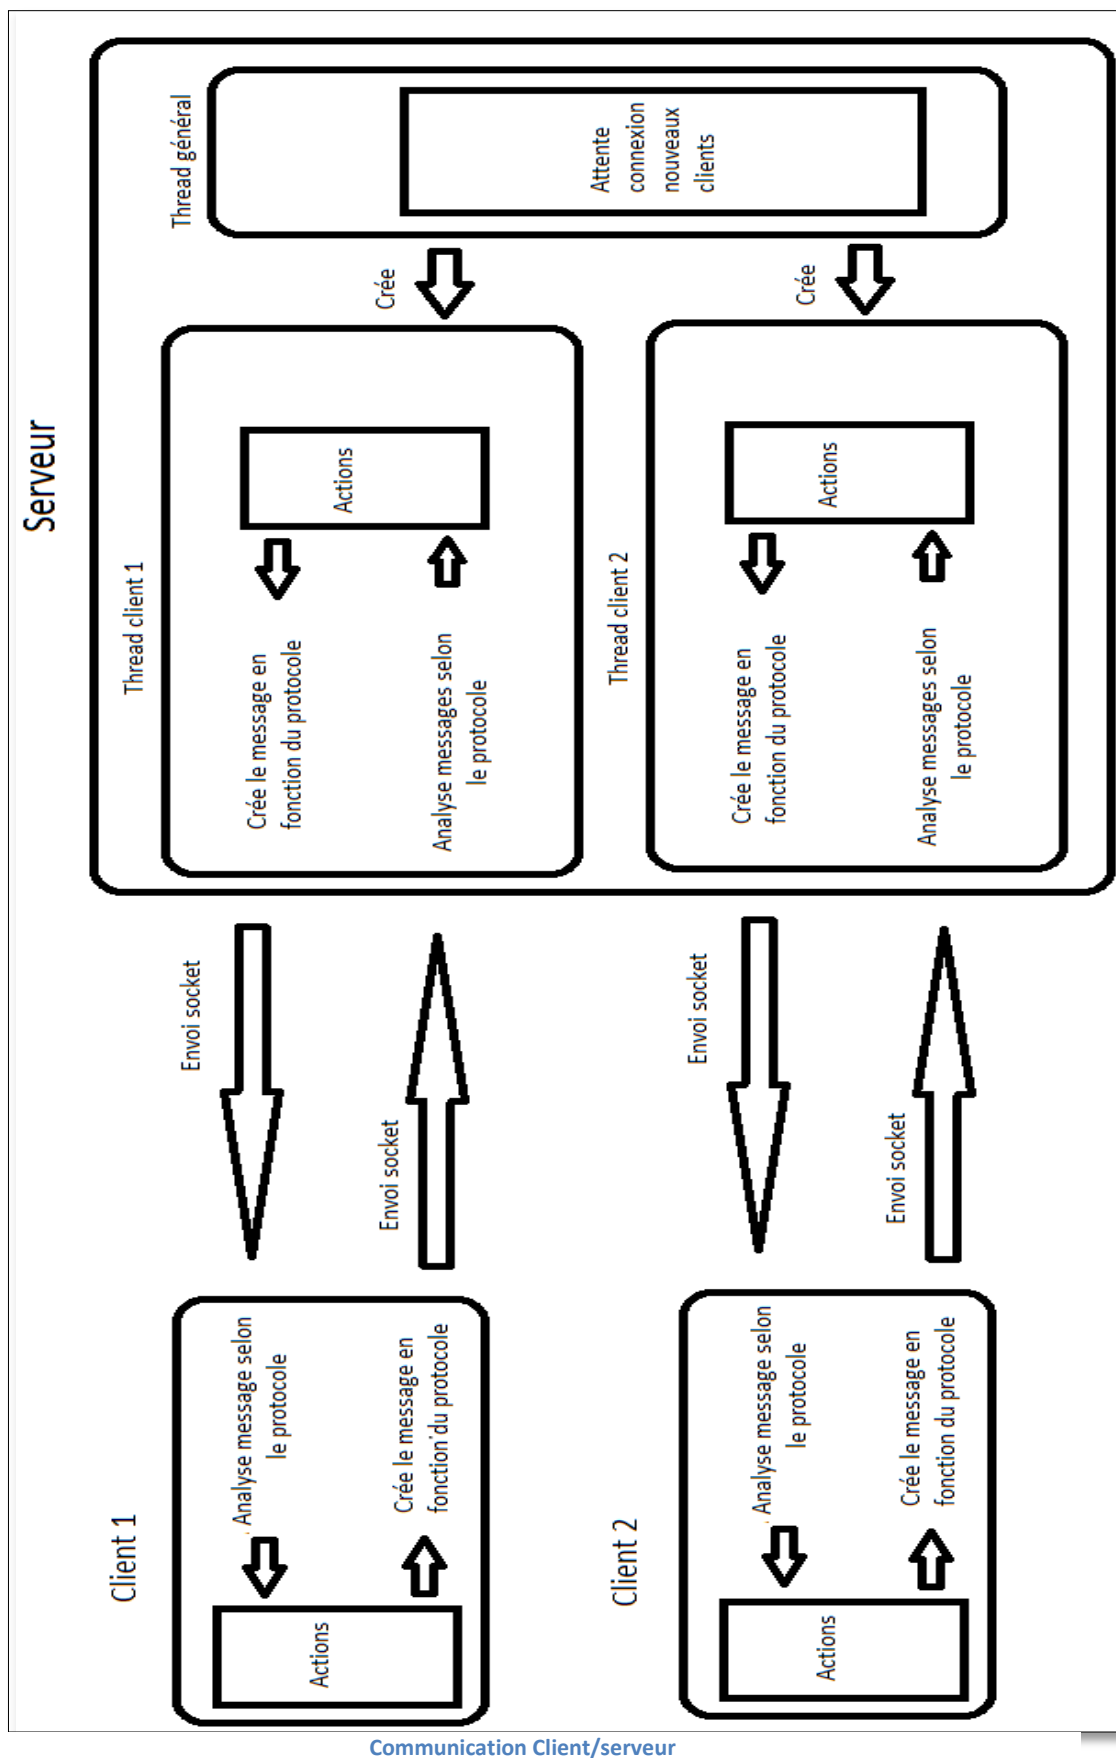 Serveur
Thread général
Attente
connexion
nouveaux
clients
Crée
Crée
Thread client 1
Actions
Crée le message en
fonction du protocole
Analyse messages selon
le protocole
Thread client 2
Actions
Crée le message en
fonction du protocole
Analyse messages selon
le protocole
Envoi socket
Envoi socket
Envoi socket
Envoi socket
Client 1
Analyse message selon
le protocole
Crée le message en
fonction du protocole
Actions
Client 2
Analyse message selon
le protocole
Crée le message en
fonction du protocole
Actions
Communication Client/serveur